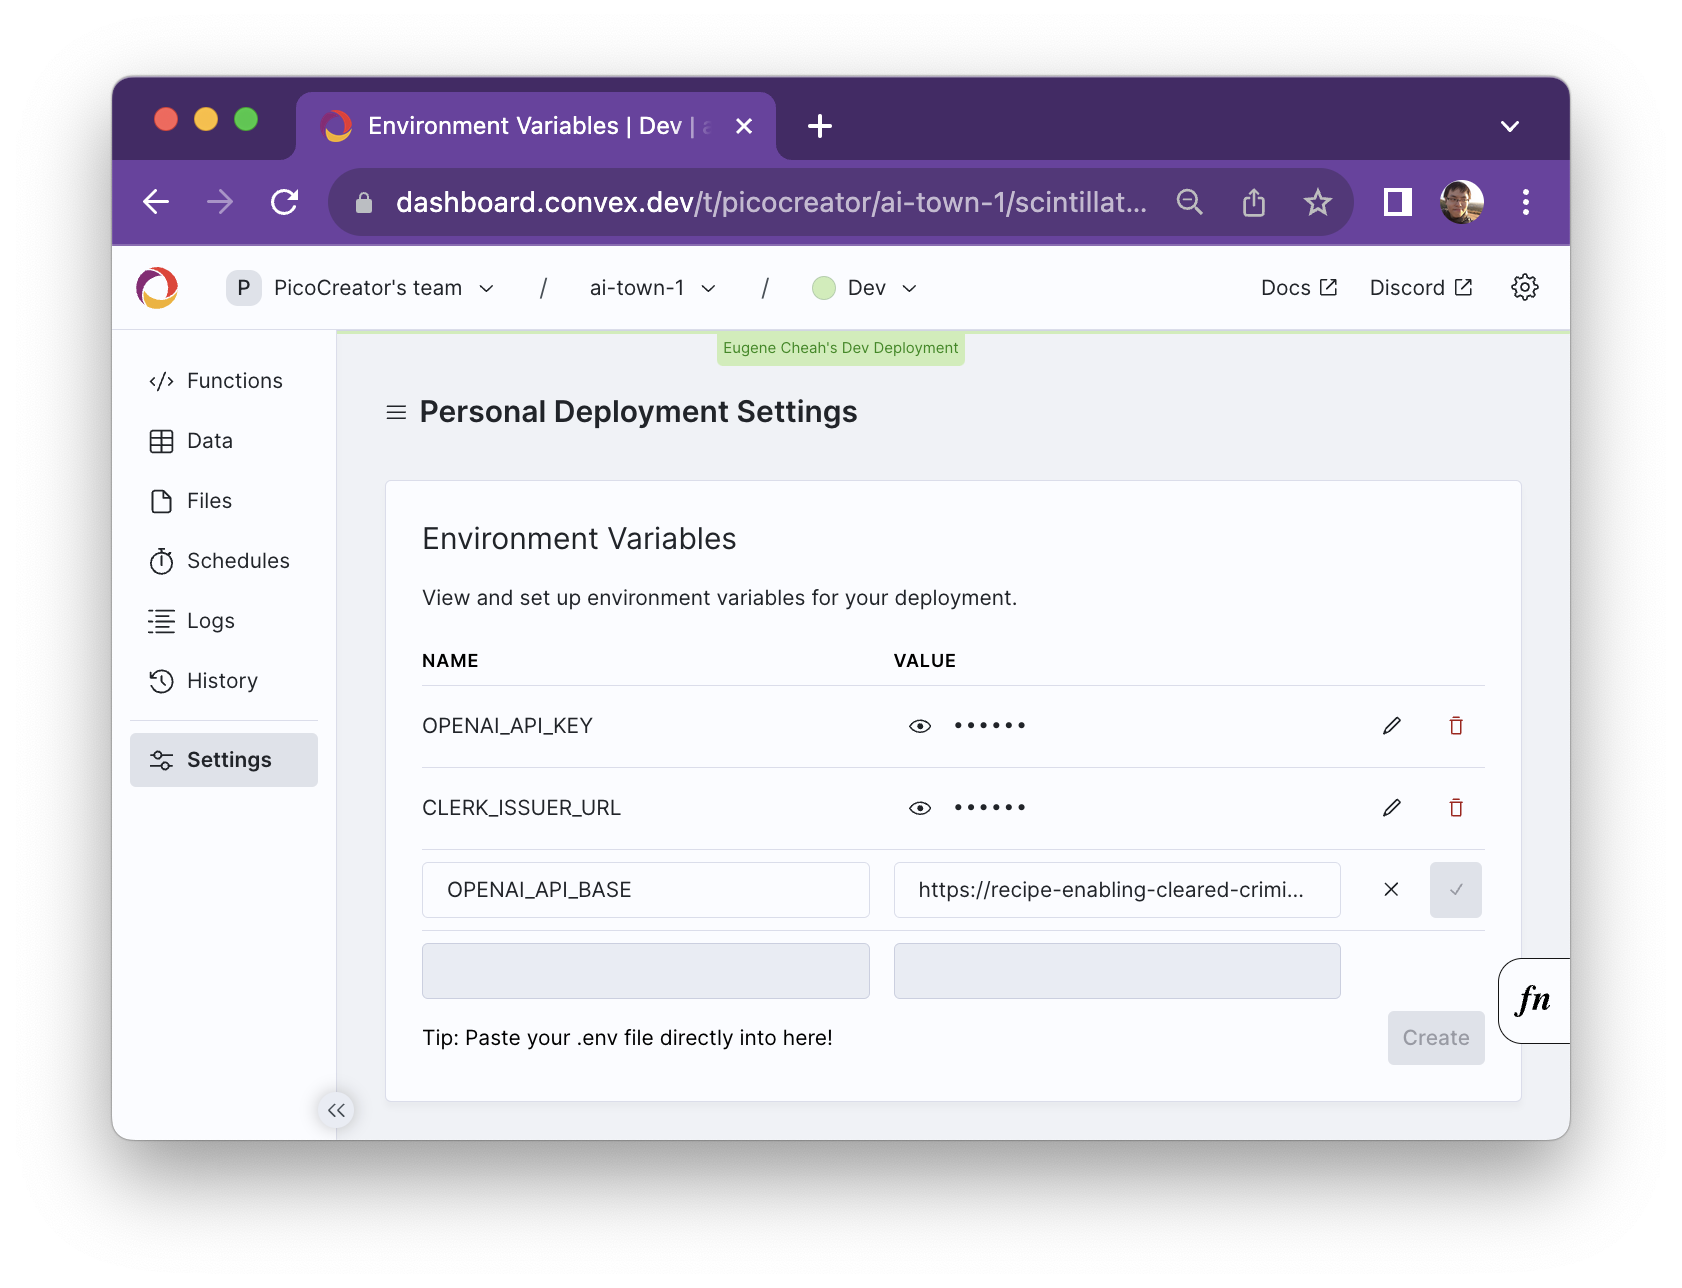 Environment Variables | Dev |
dashboard.convex.dev/t/picocreator/ai-town-1/scintillat...
P PicoCreator's team / ai-town-1 / Dev Docs Discord
Eugene Cheah's Dev Deployment
Functions
Data
Files
Schedules
Logs
History
Settings
Personal Deployment Settings
Environment Variables
View and set up environment variables for your deployment.
NAME VALUE
OPENAI_API_KEY ••••••
CLERK_ISSUER_URL ••••••
OPENAI_API_BASE https://recipe-enabling-cleared-crimi...
Tip: Paste your .env file directly into here! Create
fn